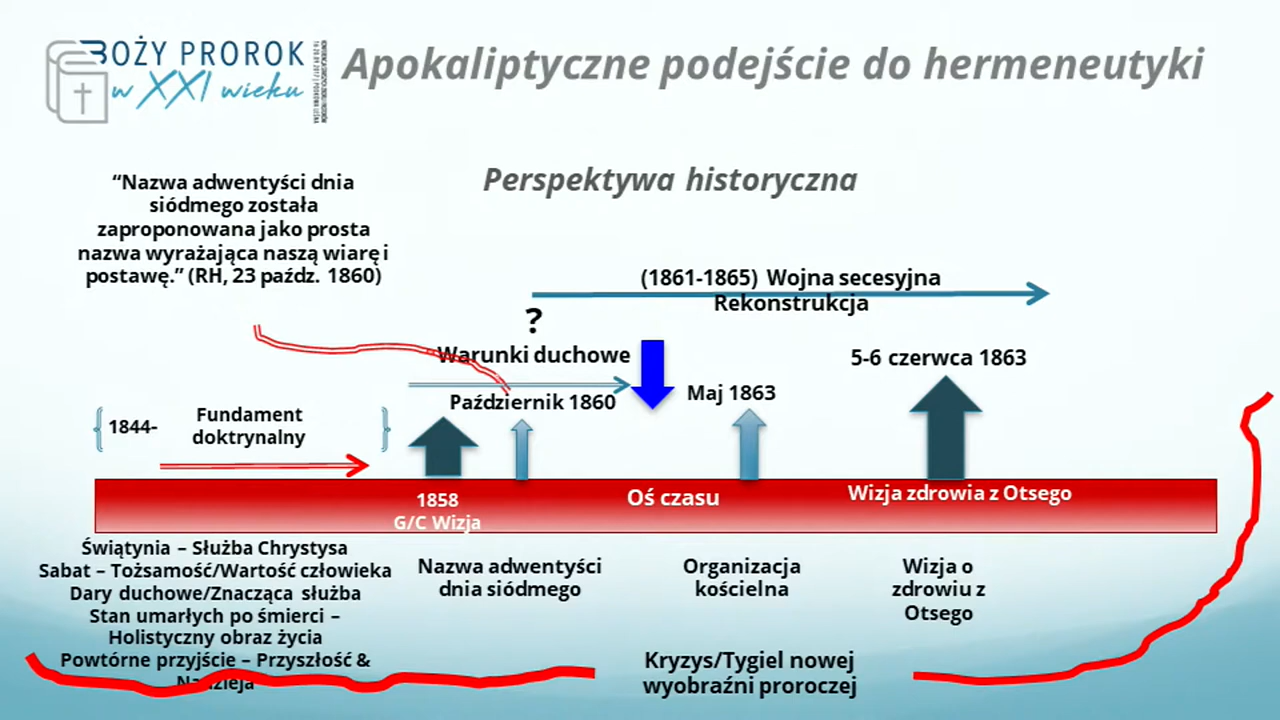 BOŻY PROROK
w XXI wieku
Apokaliptyczne podejście do hermeneutyki
Perspektywa historyczna
“Nazwa adwentyści dnia
siódmego została
zaproponowana jako prosta
nazwa wyrażająca naszą wiarę i
postawę.” (RH, 23 paźdz. 1860)
(1861-1865) Wojna secesyjna
Rekonstrukcja
?
Warunki duchowe
5-6 czerwca 1863
Maj 1863
Październik 1860
1844-
Fundament
doktrynalny
1858
G/C Wizja
Oś czasu
Wizja zdrowia z Otsego
Świątynia – Służba Chrystysa
Sabat – Tożsamość/Wartość człowieka
Dary duchowe/Znacząca służba
Stan umarłych po śmierci –
Holistyczny obraz życia
Powtórne przyjście – Przyszłość &
Nadzieja
Nazwa adwentyści
dnia siódmego
Organizacja
kościelna
Wizja o
zdrowiu z
Otsego
Kryzys/Tygiel nowej
wyobraźni proroczej